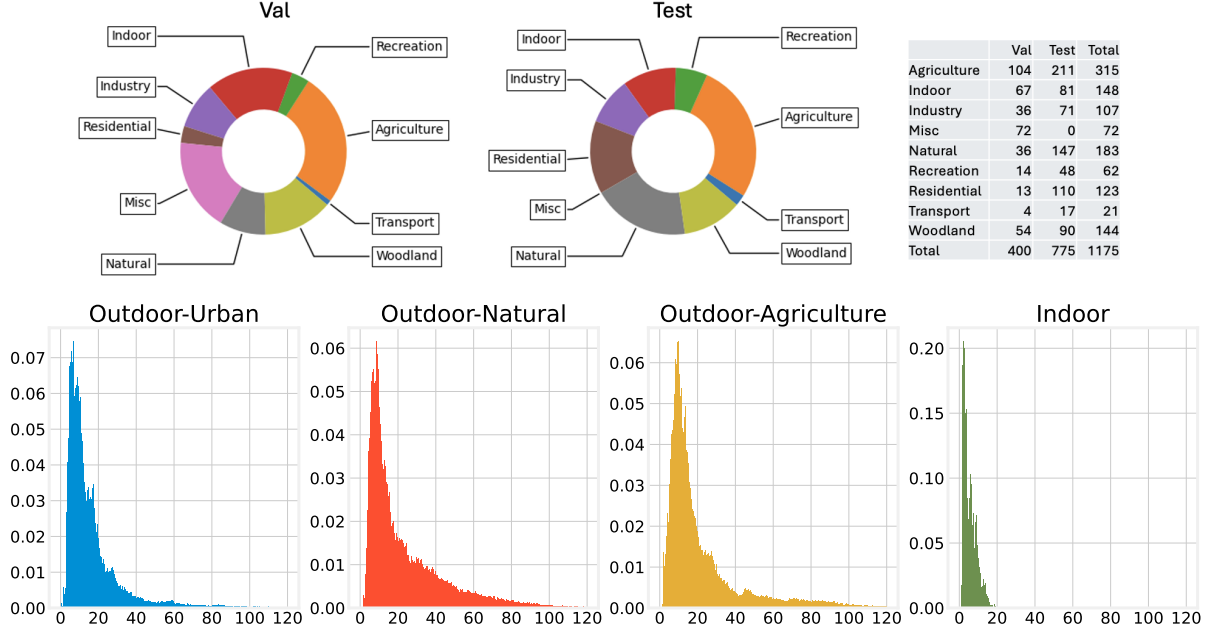 Val
Indoor
Recreation
Industry
Residential
Agriculture
Misc
Transport
Natural
Woodland
Test
Indoor
Recreation
Industry
Agriculture
Residential
Misc
Transport
Natural
Woodland
Val Test Total
Agriculture 104 211 315
Indoor 67 81 148
Industry 36 71 107
Misc 72 0 72
Natural 36 147 183
Recreation 14 48 62
Residential 13 110 123
Transport 4 17 21
Woodland 54 90 144
Total 400 775 1175
Outdoor-Urban
0.07
0.06
0.05
0.04
0.03
0.02
0.01
0.00
0 20 40 60 80 100 120
Outdoor-Natural
0.06
0.05
0.04
0.03
0.02
0.01
0.00
0 20 40 60 80 100 120
Outdoor-Agriculture
0.06
0.05
0.04
0.03
0.02
0.01
0.00
0 20 40 60 80 100 120
Indoor
0.20
0.15
0.10
0.05
0.00
0 20 40 60 80 100 120